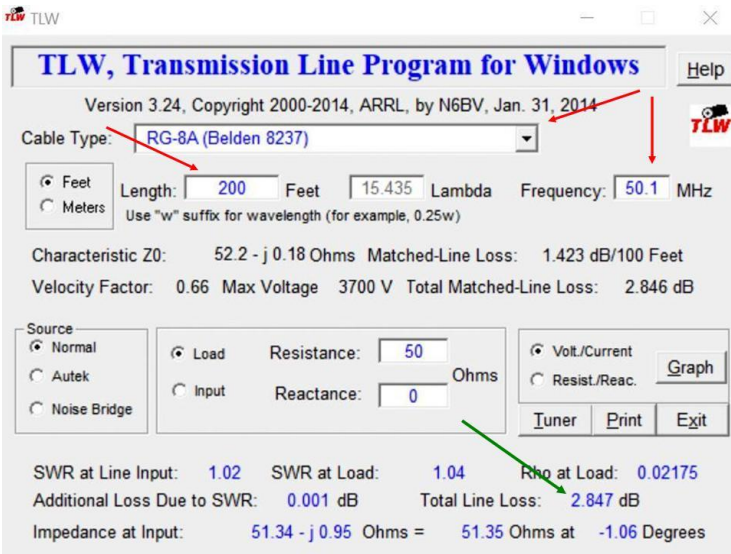 TLW TLW
TLW, Transmission Line Program for Windows
Help
Version 3.24, Copyright 2000-2014, ARRL, by N6BV, Jan. 31, 2014
TLW
Cable Type: RG-8A (Belden 8237)
Feet
Meters
Length: 200 Feet 15.435 Lambda Frequency: 50.1 MHz
Use "w" suffix for wavelength (for example, 0.25w)
Characteristic Z0: 52.2 - j 0.18 Ohms Matched-Line Loss: 1.423 dB/100 Feet
Velocity Factor: 0.66 Max Voltage 3700 V Total Matched-Line Loss: 2.846 dB
Source
Normal
Autek
Noise Bridge
Load
Input
Resistance: 50
Reactance: 0
Ohms
Volt./Current
Resist./Reac.
Graph
Tuner Print Exit
SWR at Line Input: 1.02 SWR at Load: 1.04 Rho at Load: 0.02175
Additional Loss Due to SWR: 0.001 dB Total Line Loss: 2.847 dB
Impedance at Input: 51.34 - j 0.95 Ohms = 51.35 Ohms at -1.06 Degrees